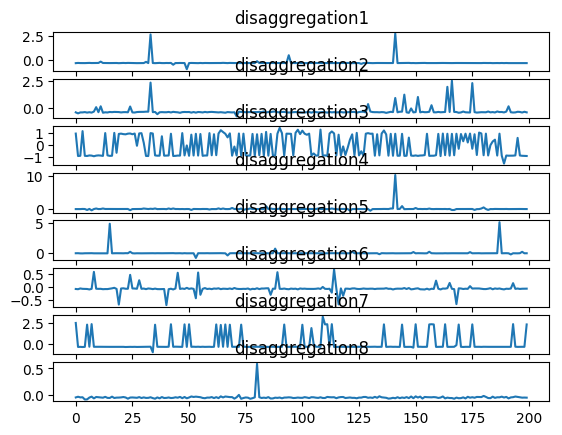 disaggregation1
2.5
0.0
disaggregation2
2.5
0.0
disaggregation3
1
0
−1
disaggregation4
10
0
disaggregation5
5
0
disaggregation6
0.5
0.0
−0.5
disaggregation7
2.5
0.0
disaggregation8
0.5
0.0
0 25 50 75 100 125 150 175 200